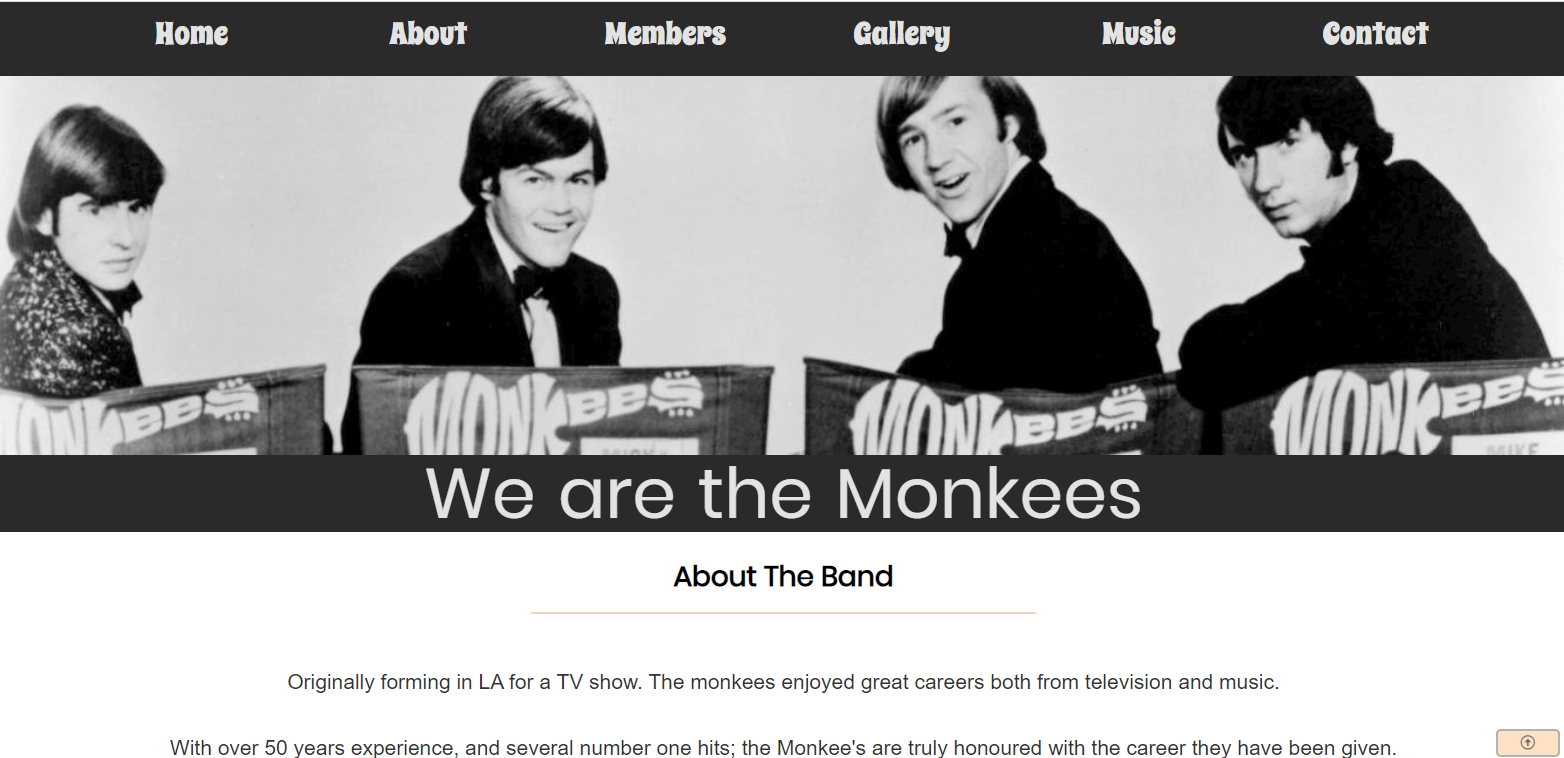 Home About Members Gallery Music Contact
MONKEES MONKEES MONKEES MONKEES
MIKE
We are the Monkees
About The Band
Originally forming in LA for a TV show. The monkees enjoyed great careers both from television and music.
With over 50 years experience, and several number one hits; the Monkee's are truly honoured with the career they have been given.